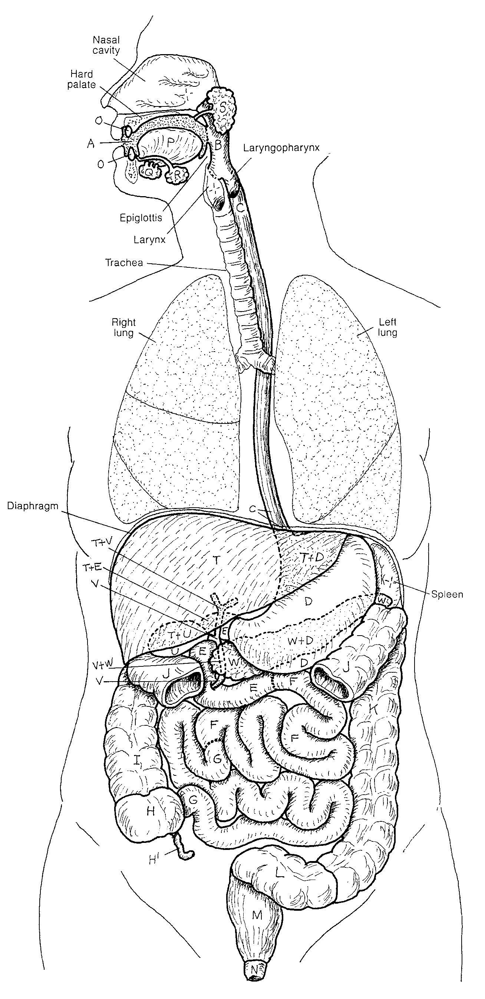 Nasal
cavity
Hard
palate
S
O
A
P
B
Laryngopharynx
O
Q
R
C
Epiglottis
Larynx
Trachea
Right
lung
Left
lung
Diaphragm
C
T+V
T
T+D
T+E
K
V
Spleen
D
W
E
T+U
W+D
U
E
V+W
W
D
J
J
V
E
F
K
F
F
I
G
G
H
H'
L
M
N